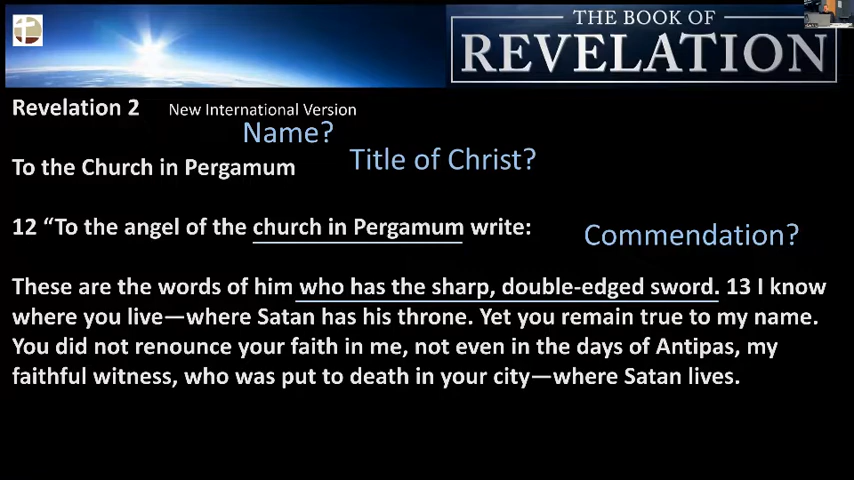 THE BOOK OF
REVELATION
Revelation 2 New International Version
Name?
To the Church in Pergamum
Title of Christ?
12 “To the angel of the church in Pergamum write:
Commendation?
These are the words of him who has the sharp, double-edged sword. 13 I know
where you live—where Satan has his throne. Yet you remain true to my name.
You did not renounce your faith in me, not even in the days of Antipas, my
faithful witness, who was put to death in your city—where Satan lives.